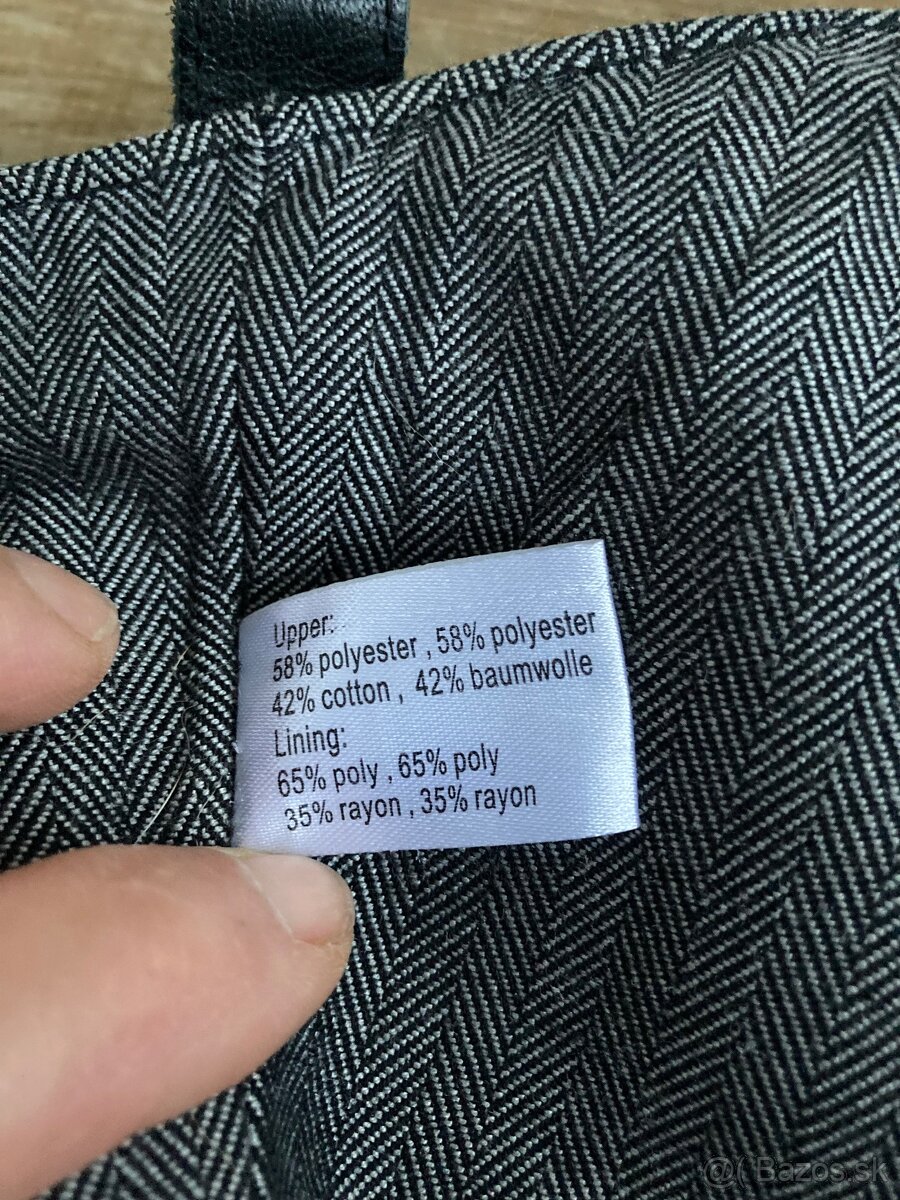 Upper:
58% polyester , 58% polyester
42% cotton , 42% baumwolle
Lining:
65% poly , 65% poly
35% rayon , 35% rayon
@ Bazos.sk